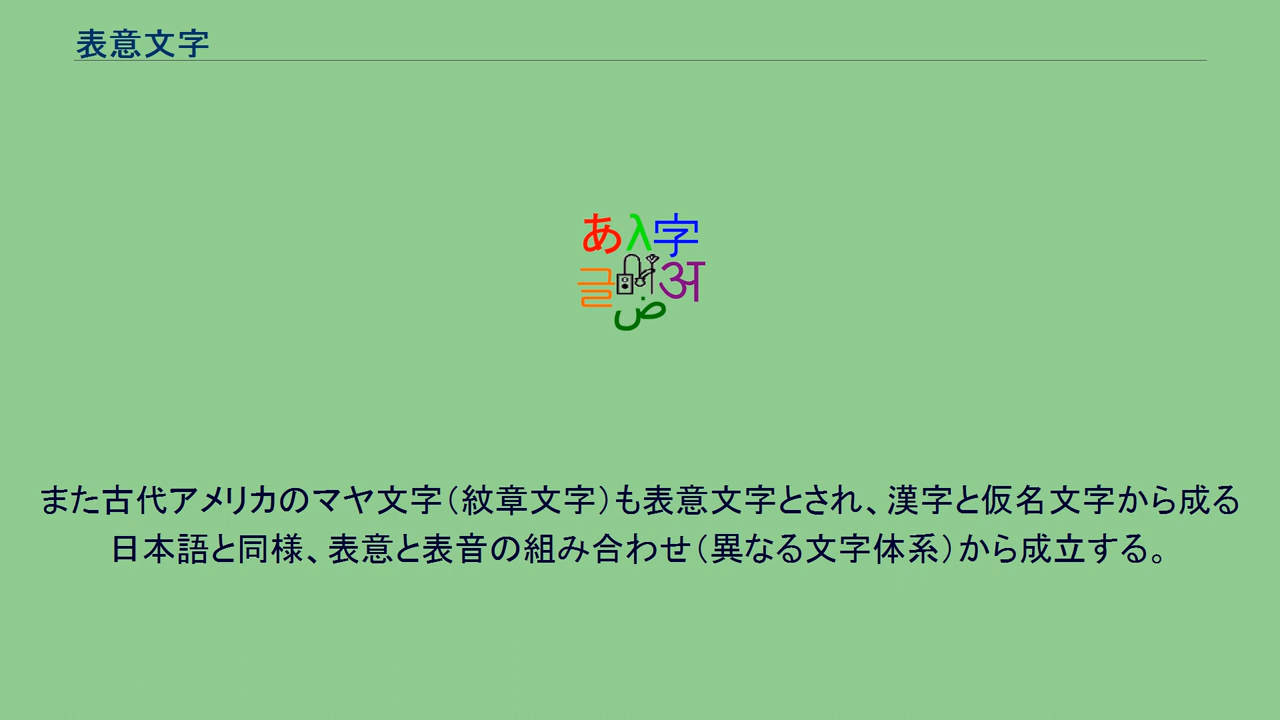 表意文字
あλ字
글अ
ض
また古代アメリカのマヤ文字（紋章文字）も表意文字とされ、漢字と仮名文字から成る
日本語と同様、表意と表音の組み合わせ（異なる文字体系）から成立する。